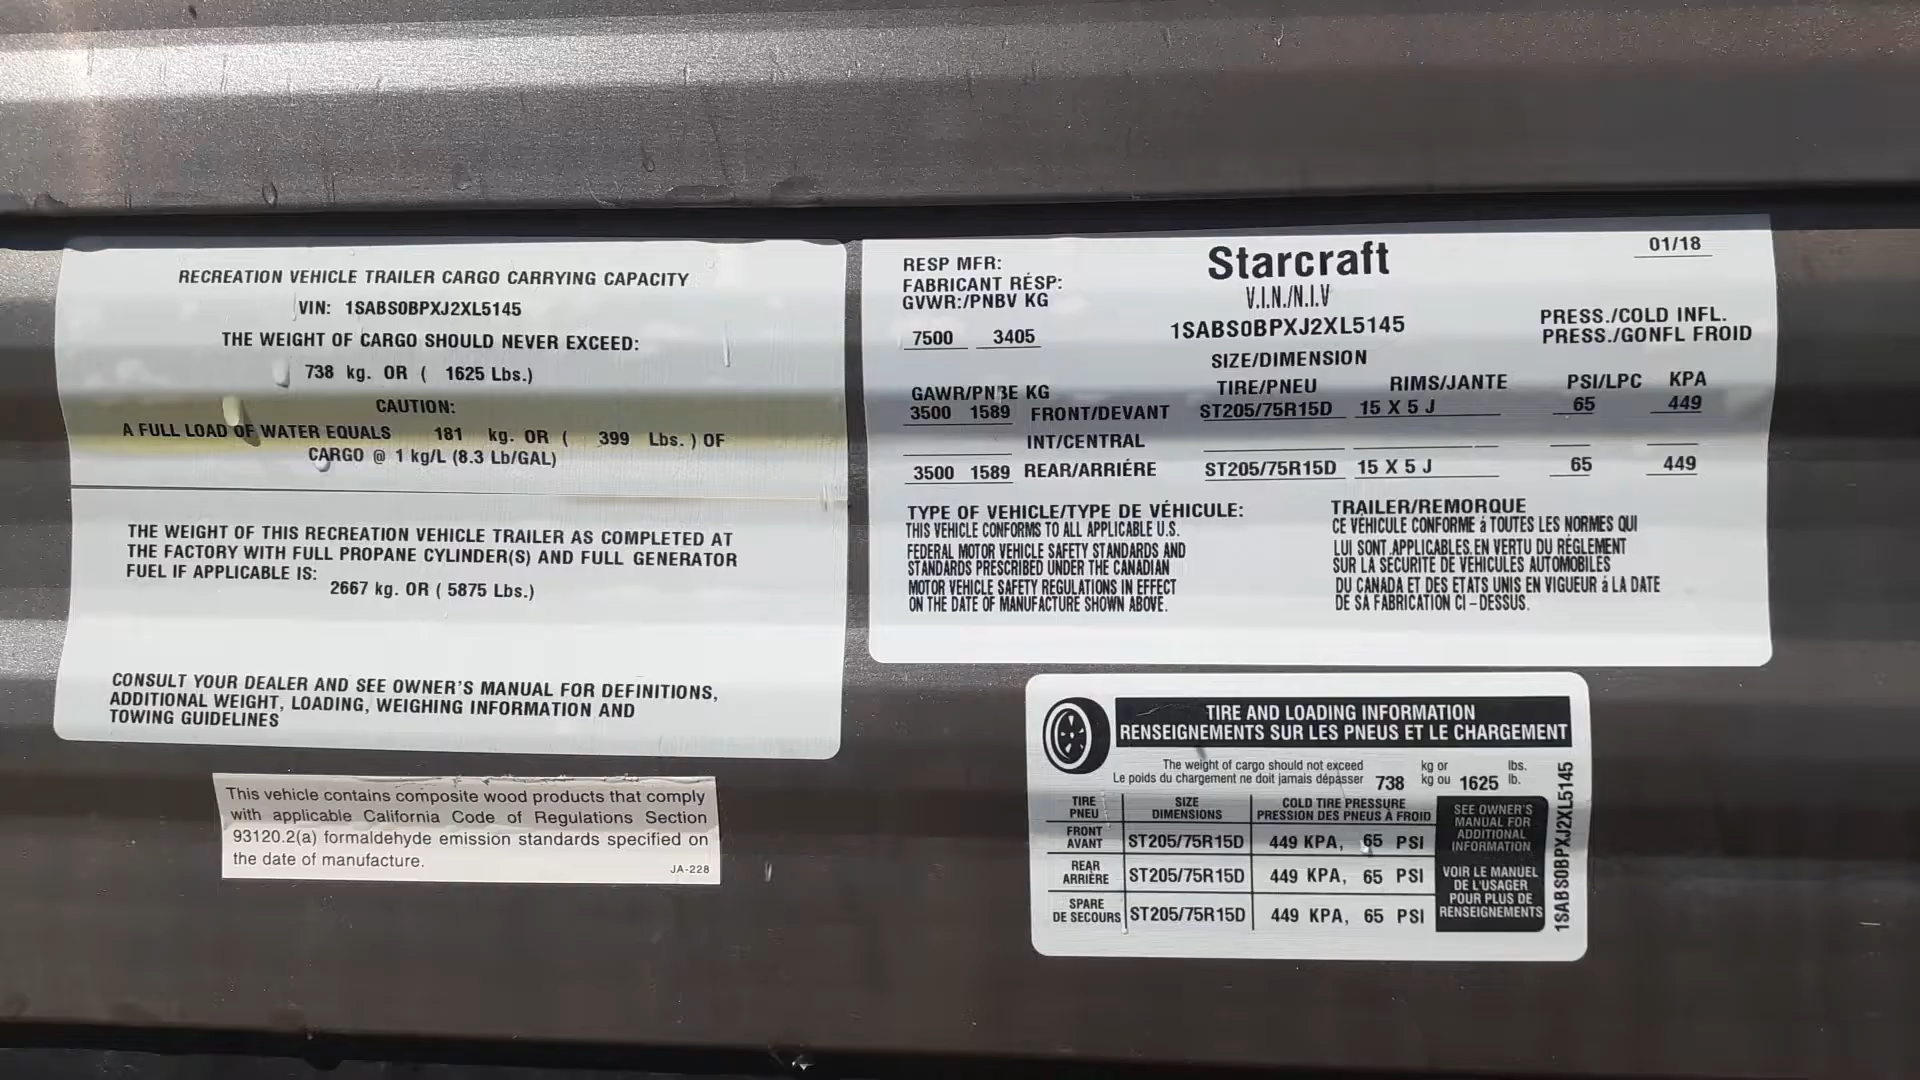 RECREATION VEHICLE TRAILER CARGO CARRYING CAPACITY
VIN: 1SABS0BPXJ2XL5145
THE WEIGHT OF CARGO SHOULD NEVER EXCEED:
738 kg. OR ( 1625 Lbs.)
CAUTION:
A FULL LOAD OF WATER EQUALS 181 kg. OR ( 399 Lbs. ) OF
CARGO @ 1 kg/L (8.3 Lb/GAL)
THE WEIGHT OF THIS RECREATION VEHICLE TRAILER AS COMPLETED AT
THE FACTORY WITH FULL PROPANE CYLINDER(S) AND FULL GENERATOR
FUEL IF APPLICABLE IS:
2667 kg. OR ( 5875 Lbs.)
CONSULT YOUR DEALER AND SEE OWNER'S MANUAL FOR DEFINITIONS,
ADDITIONAL WEIGHT, LOADING, WEIGHING INFORMATION AND
TOWING GUIDELINES
This vehicle contains composite wood products that comply
with applicable California Code of Regulations Section
93120.2(a) formaldehyde emission standards specified on
the date of manufacture.
JA-228
RESP MFR: Starcraft 01/18
FABRICANT RÉSP:
GVWR:/PNBV KG V.I.N./N.I.V
7500 3405 1SABS0BPXJ2XL5145 PRESS./COLD INFL.
PRESS./GONFL FROID
SIZE/DIMENSION
GAWR/PNBE KG TIRE/PNEU RIMS/JANTE PSI/LPC KPA
3500 1589 FRONT/DEVANT ST205/75R15D 15 X 5 J 65 449
INT/CENTRAL
3500 1589 REAR/ARRIÉRE ST205/75R15D 15 X 5 J 65 449
TYPE OF VEHICLE/TYPE DE VÉHICULE: TRAILER/REMORQUE
THIS VEHICLE CONFORMS TO ALL APPLICABLE U.S.
FEDERAL MOTOR VEHICLE SAFETY STANDARDS AND
STANDARDS PRESCRIBED UNDER THE CANADIAN
MOTOR VEHICLE SAFETY REGULATIONS IN EFFECT
ON THE DATE OF MANUFACTURE SHOWN ABOVE.
CE VÉHICULE CONFORME á TOUTES LES NORMES QUI
LUI SONT APPLICABLES EN VERTU DU RÉGLEMENT
SUR LA SÉCURITÉ DE VÉHICULES AUTOMOBILES
DU CANADA ET DES ÉTATS UNIS EN VIGUEUR á LA DATE
DE SA FABRICATION CI-DESSUS.
TIRE AND LOADING INFORMATION
RENSEIGNEMENTS SUR LES PNEUS ET LE CHARGEMENT
The weight of cargo should not exceed kg or lbs.
Le poids du chargement ne doit jamais dépasser 738 kg ou 1625 lb.
TIRE SIZE COLD TIRE PRESSURE
PNEU DIMENSIONS PRESSION DES PNEUS À FROID
FRONT
AVANT ST205/75R15D 449 KPA, 65 PSI
REAR
ARRIÈRE ST205/75R15D 449 KPA, 65 PSI
SPARE
DE SECOURS ST205/75R15D 449 KPA, 65 PSI
SEE OWNER'S
MANUAL FOR
ADDITIONAL
INFORMATION
VOIR LE MANUEL
DE L'USAGER
POUR PLUS DE
RENSEIGNEMENTS
1SABS0BPXJ2XL5145